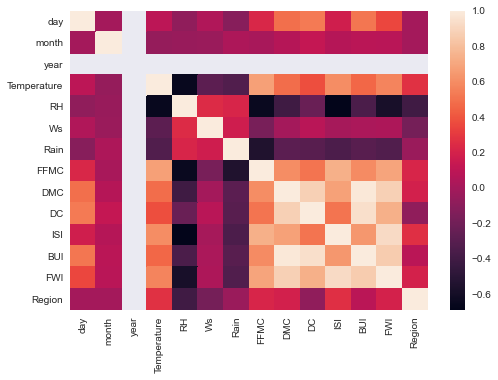 day
month
year
Temperature
RH
Ws
Rain
FFMC
DMC
DC
ISI
BUI
FWI
Region
day
month
year
Temperature
RH
Ws
Rain
FFMC
DMC
DC
ISI
BUI
FWI
Region
1.0
0.8
0.6
0.4
0.2
0.0
−0.2
−0.4
−0.6